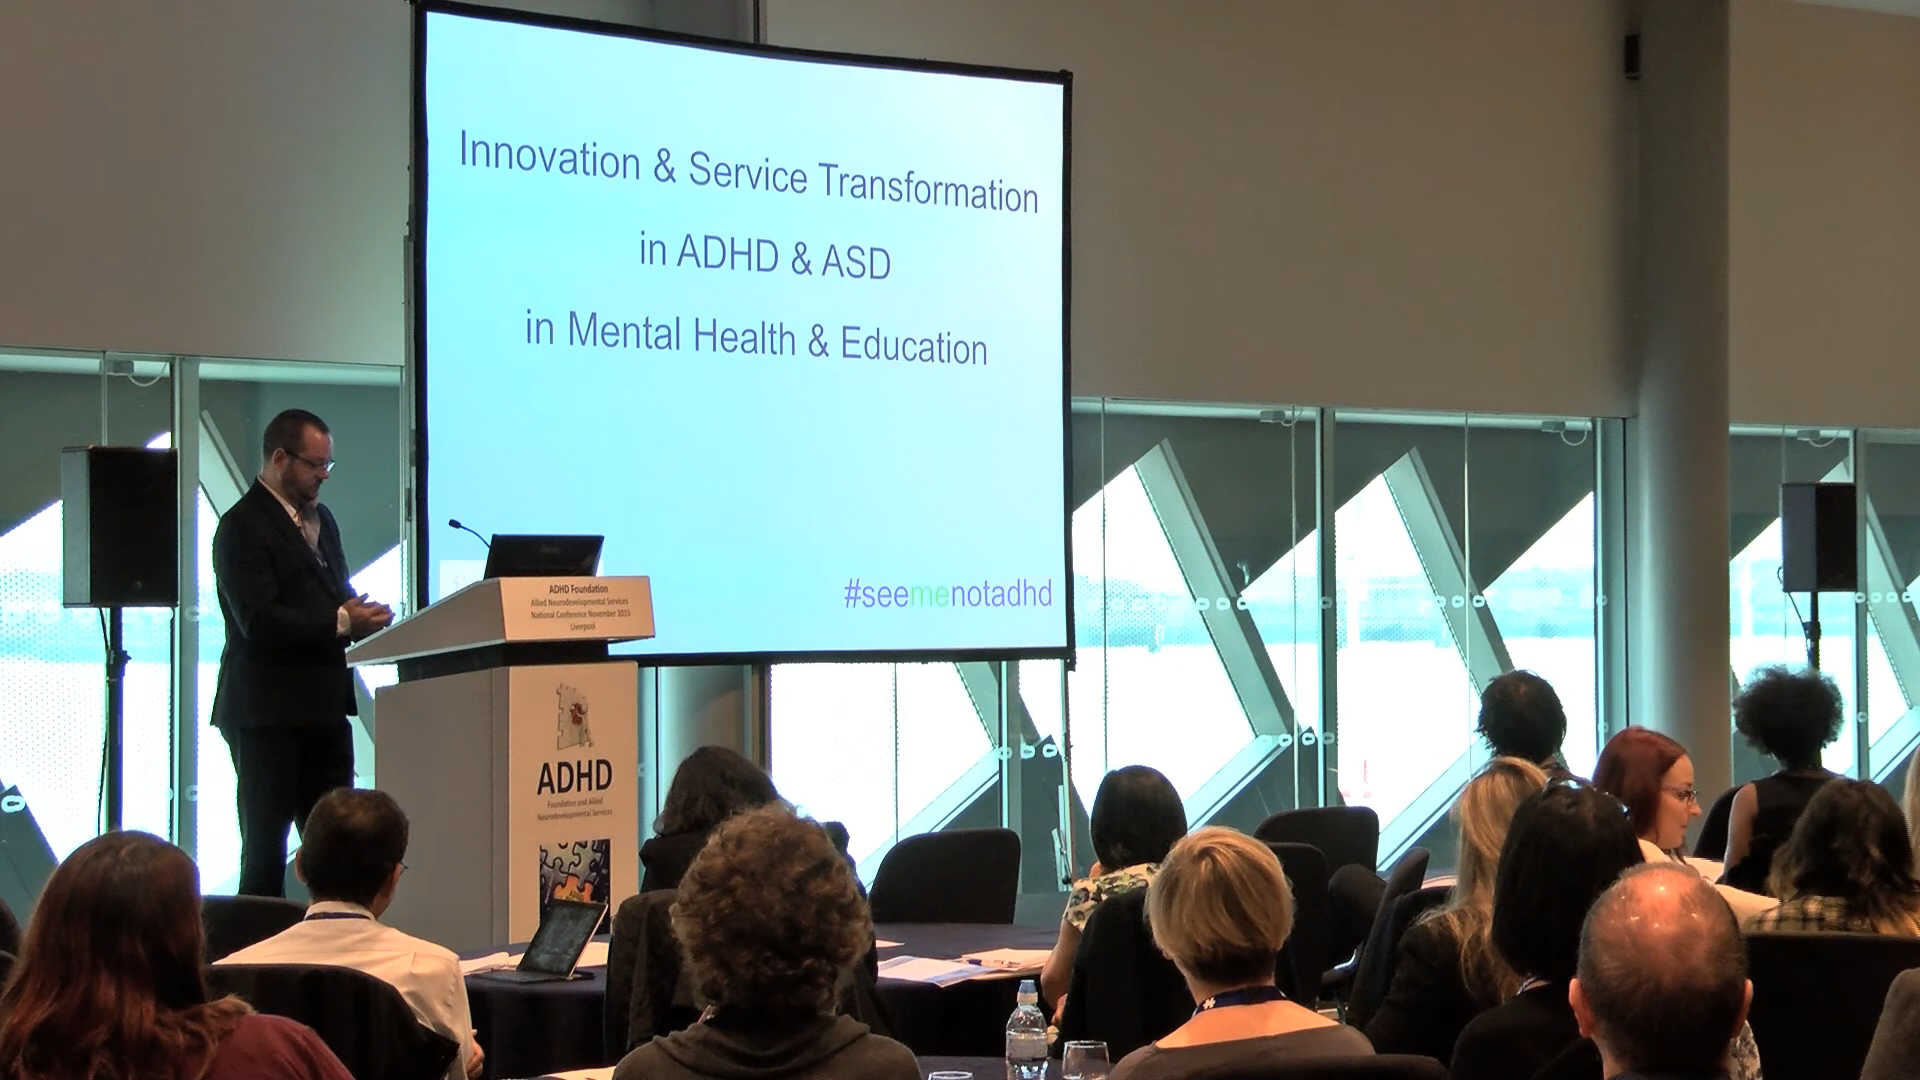 Innovation & Service Transformation
in ADHD & ASD
in Mental Health & Education
#seemenotadhd
ADHD Foundation
Allied Neurodevelopmental Services
National Conference November 2015
Liverpool
ADHD
Foundation and Allied
Neurodevelopmental Services